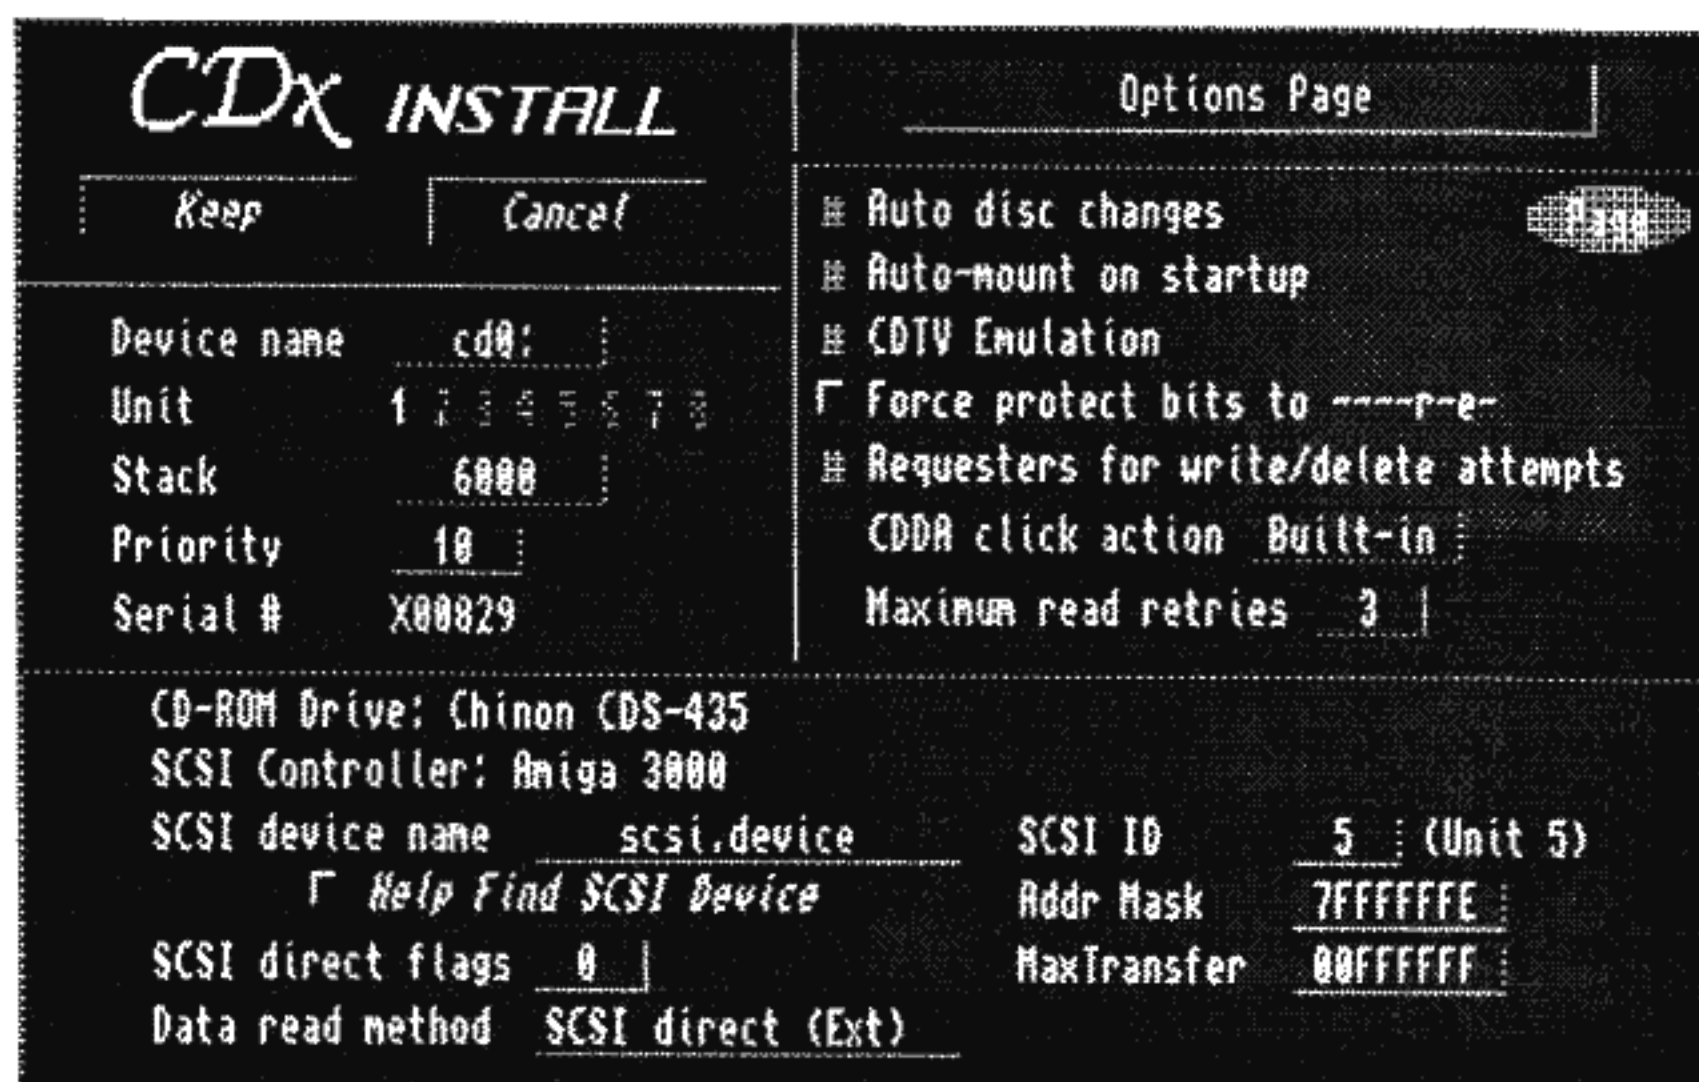 CDx INSTALL
Keep Cancel
Device name cd0:
Unit 1 2 3 4 5 6 7 8
Stack 6000
Priority 10
Serial # X00829
Options Page
Auto disc changes Page
Auto-mount on startup
CDTV Emulation
Force protect bits to ----r-e-
Requesters for write/delete attempts
CDDA click action Built-in
Maximum read retries 3
CD-ROM Drive: Chinon CDS-435
SCSI Controller: Amiga 3000
SCSI device name scsi.device
Help Find SCSI Device
SCSI direct flags 0
Data read method SCSI direct (Ext)
SCSI ID 5 (Unit 5)
Addr Mask 7FFFFFFE
MaxTransfer 00FFFFFF